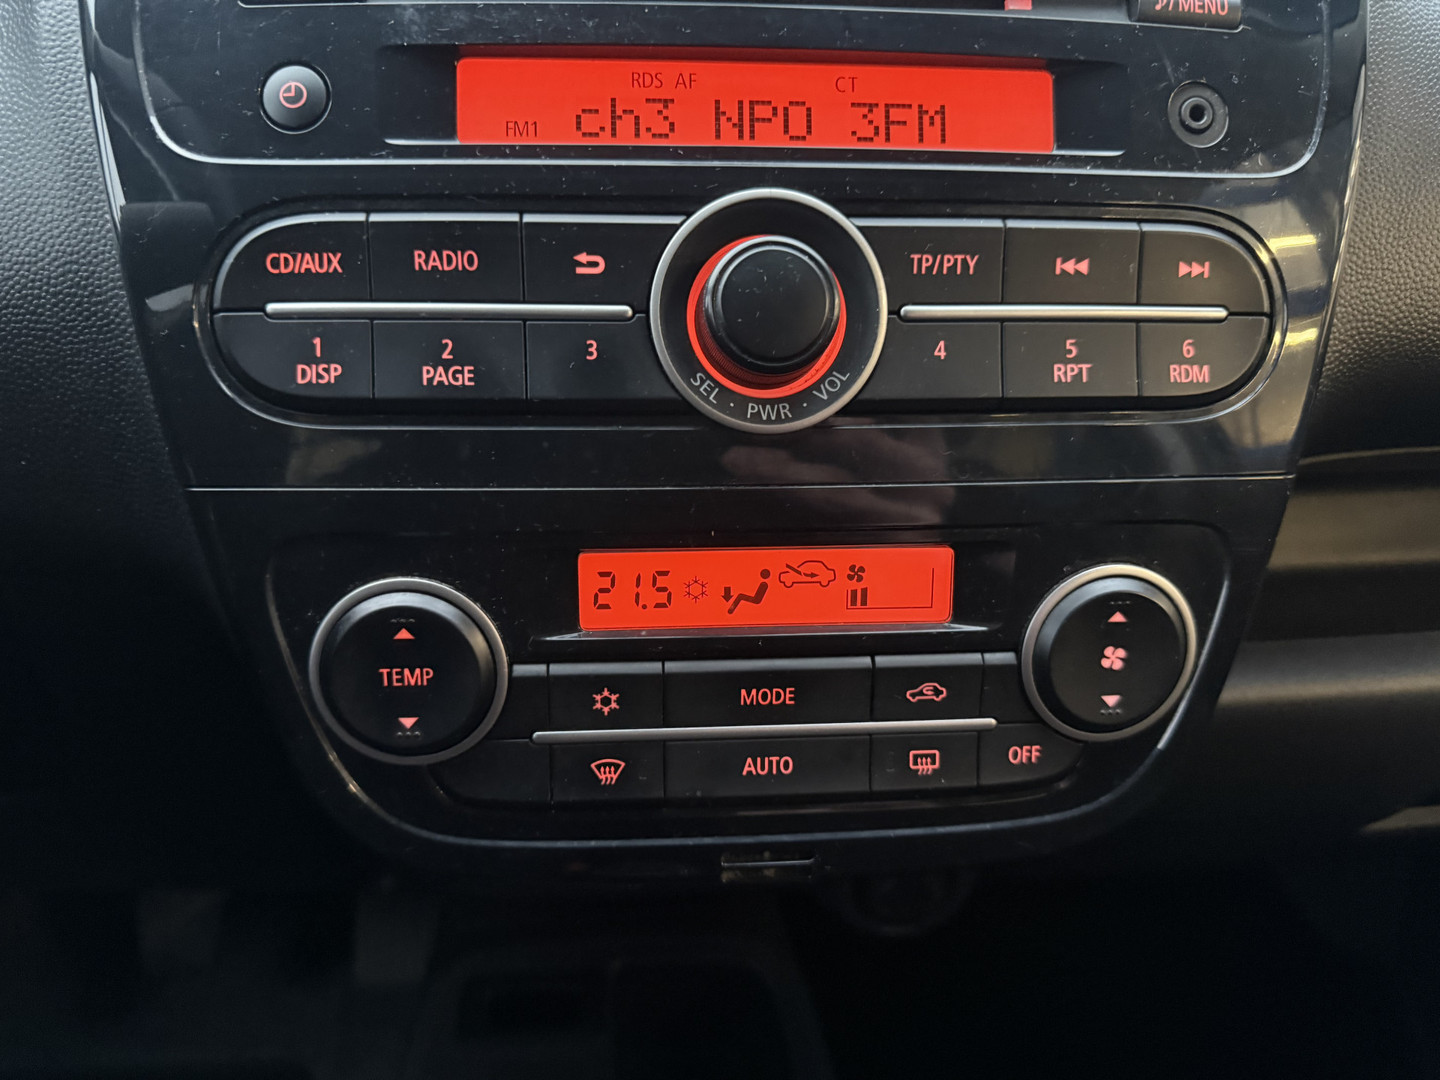 ♪/MENU
RDS AF CT
FM1 ch3 NPO 3FM
CD/AUX RADIO TP/PTY
1 2 3 4 5 6
DISP PAGE RPT RDM
SEL · PWR · VOL
21.5
TEMP
MODE
AUTO OFF